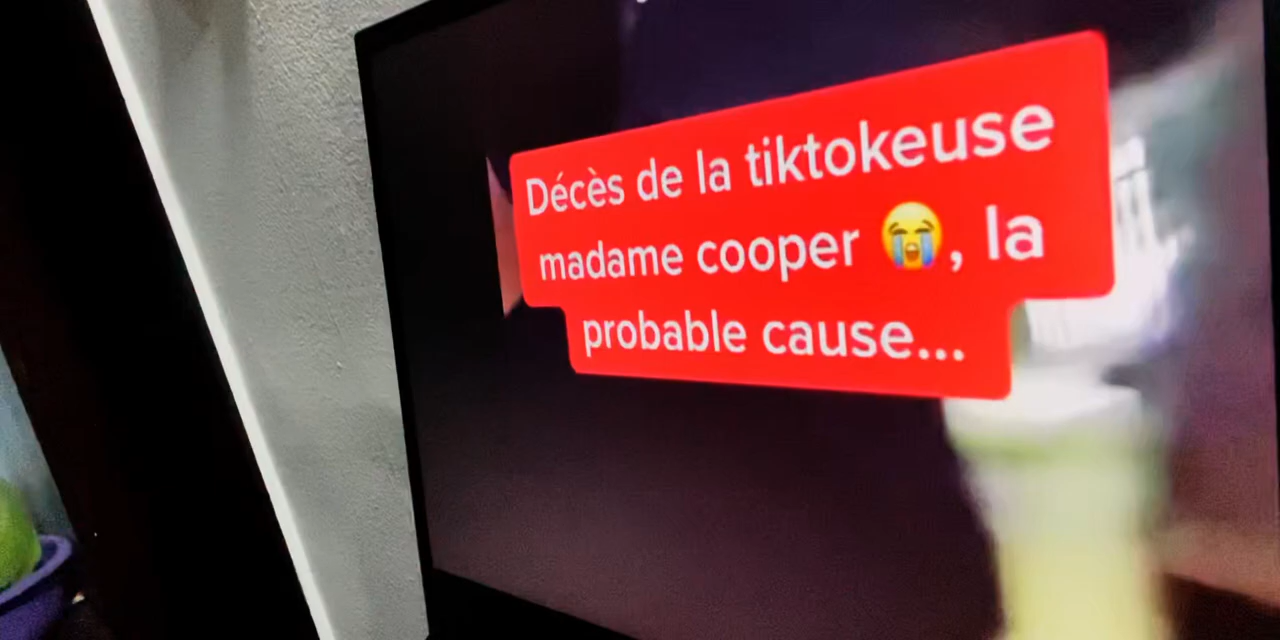 Décès de la tiktokeuse
madame cooper 😭, la
probable cause...